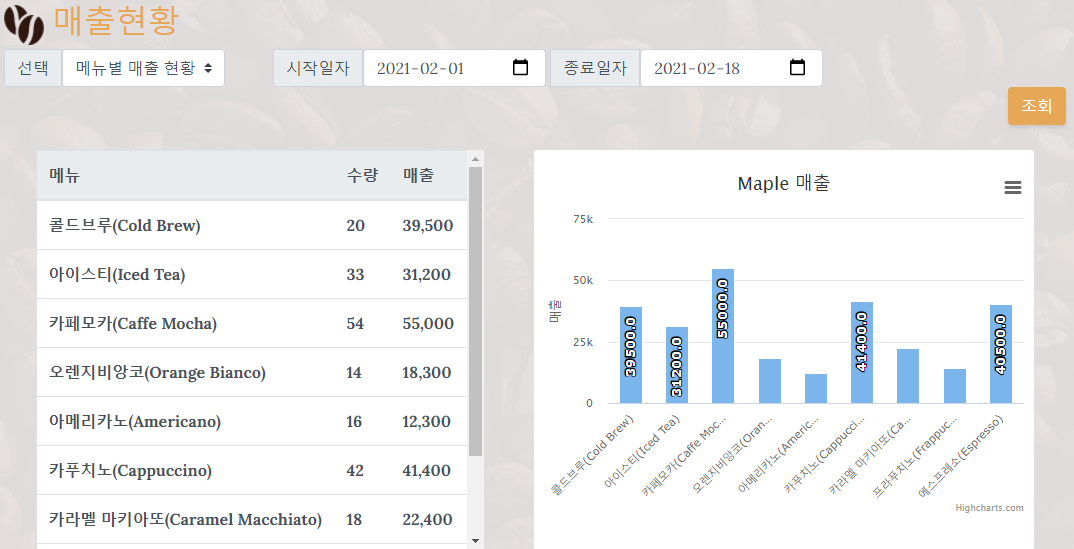 매출현황
선택 메뉴별 매출 현황 시작일자 2021-02-01 종료일자 2021-02-18
조회
메뉴 수량 매출
콜드브루(Cold Brew) 20 39,500
아이스티(Iced Tea) 33 31,200
카페모카(Caffe Mocha) 54 55,000
오렌지비앙코(Orange Bianco) 14 18,300
아메리카노(Americano) 16 12,300
카푸치노(Cappuccino) 42 41,400
카라멜 마키아또(Caramel Macchiato) 18 22,400
Maple 매출
매출
75k
50k
25k
0
39500.0
31200.0
55000.0
41400.0
40500.0
콜드브루(Cold Brew)
아이스티(Iced Tea)
카페모카(Caffe Moc...
오렌지비앙코(Oran...
아메리카노(Americ...
카푸치노(Cappucci...
카라멜 마키아또(Ca...
프라푸치노(Frappuc...
에스프레소(Espresso)
Highcharts.com